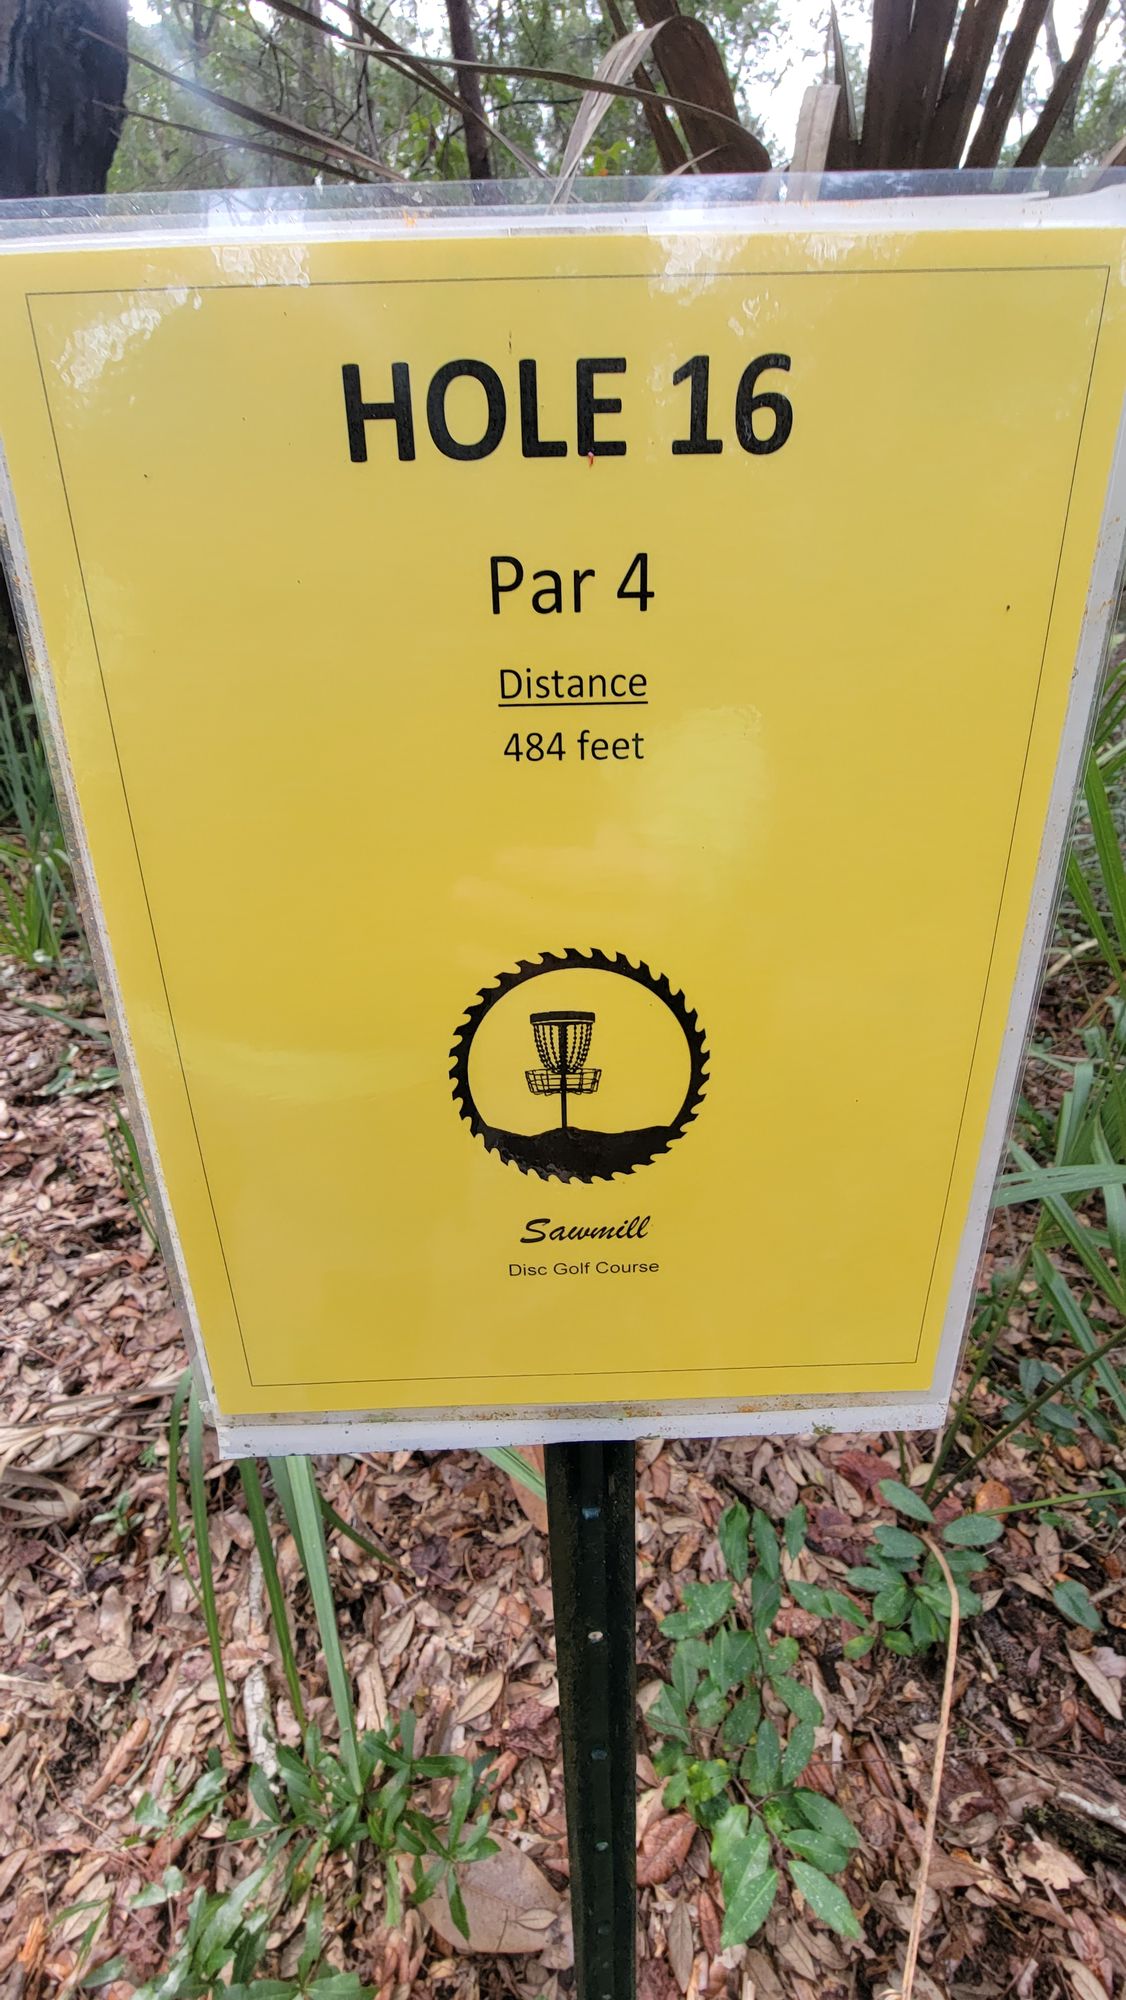 HOLE 16
Par 4
Distance
484 feet
Sawmill
Disc Golf Course